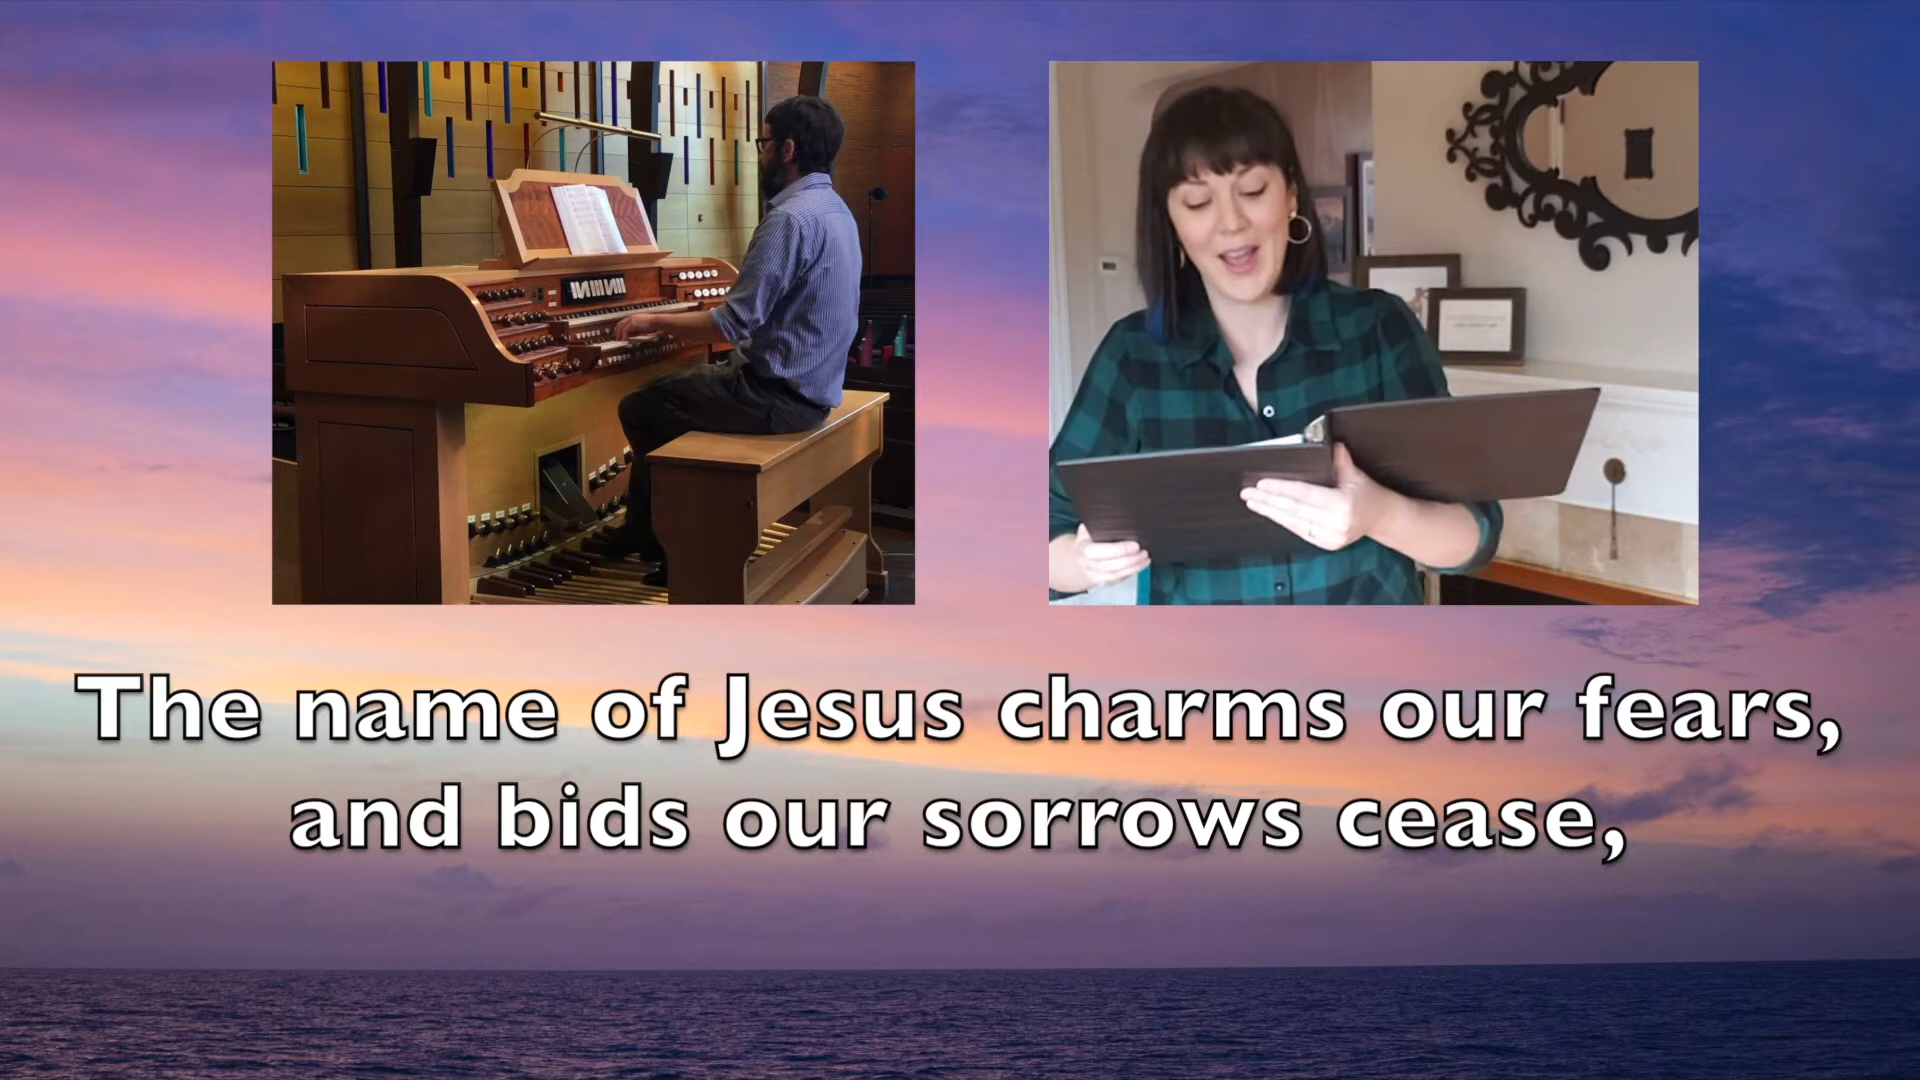 The name of Jesus charms our fears,
and bids our sorrows cease,